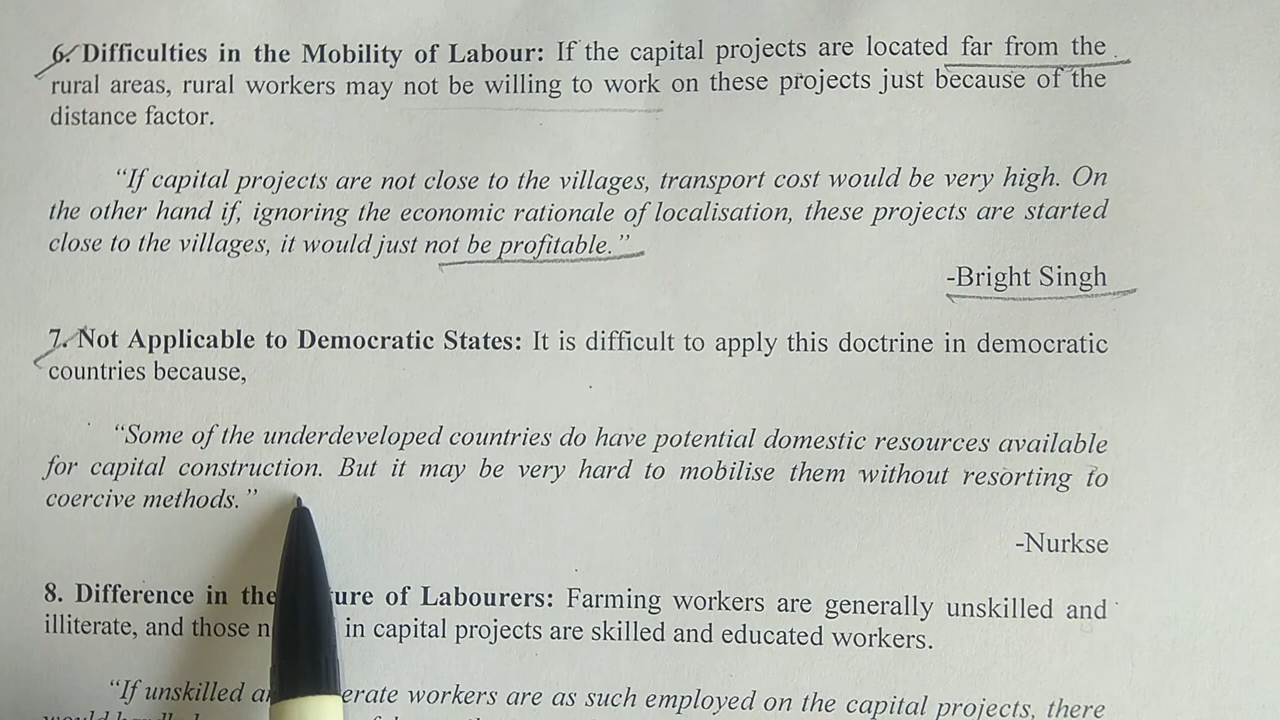 6. Difficulties in the Mobility of Labour: If the capital projects are located far from the
rural areas, rural workers may not be willing to work on these projects just because of the
distance factor.
“If capital projects are not close to the villages, transport cost would be very high. On
the other hand if, ignoring the economic rationale of localisation, these projects are started
close to the villages, it would just not be profitable.”
-Bright Singh
7. Not Applicable to Democratic States: It is difficult to apply this doctrine in democratic
countries because,
“Some of the underdeveloped countries do have potential domestic resources available
for capital construction. But it may be very hard to mobilise them without resorting to
coercive methods.”
-Nurkse
8. Difference in the of Labourers: Farming workers are generally unskilled and
illiterate, and those in capital projects are skilled and educated workers.
“If unskilled workers are as such employed on the capital projects, there